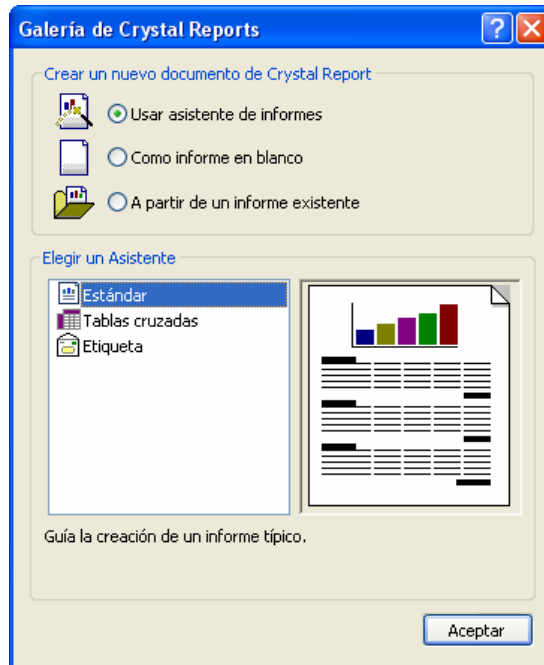 Galería de Crystal Reports
Crear un nuevo documento de Crystal Report
Usar asistente de informes
Como informe en blanco
A partir de un informe existente
Elegir un Asistente
Estándar
Tablas cruzadas
Etiqueta
Guía la creación de un informe típico.
Aceptar